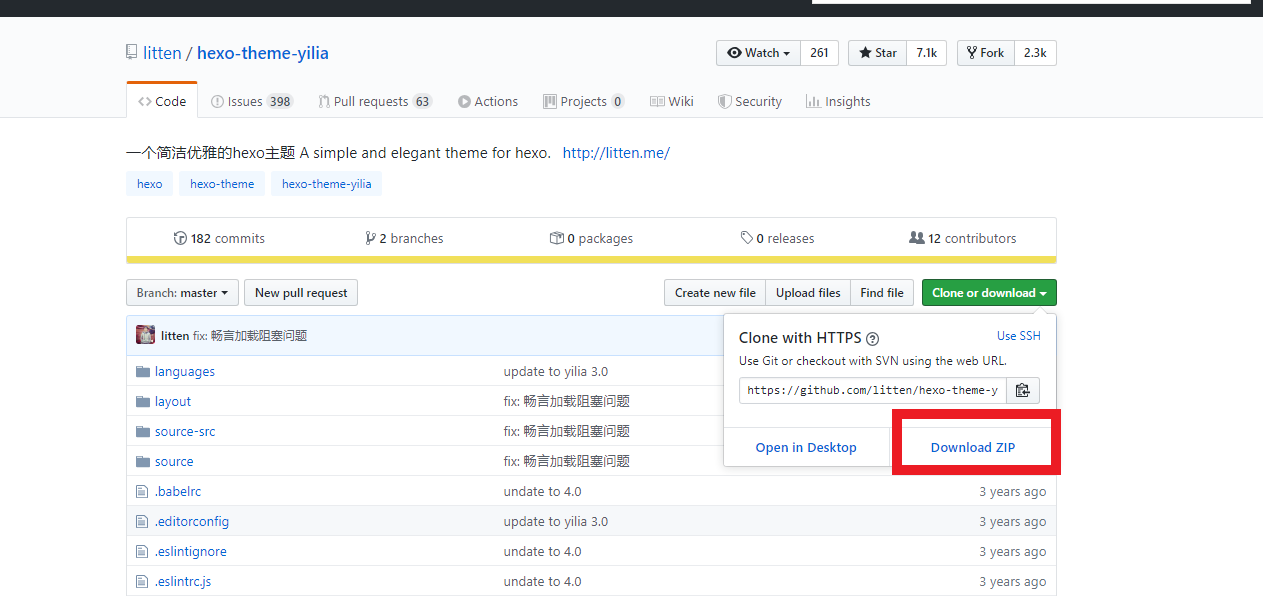 litten / hexo-theme-yilia
Watch 261 Star 7.1k Fork 2.3k
Code Issues 398 Pull requests 63 Actions Projects 0 Wiki Security Insights
一个简洁优雅的hexo主题 A simple and elegant theme for hexo. http://litten.me/
hexo hexo-theme hexo-theme-yilia
182 commits 2 branches 0 packages 0 releases 12 contributors
Branch: master New pull request Create new file Upload files Find file Clone or download
litten fix: 畅言加载阻塞问题
Clone with HTTPS ? Use SSH
Use Git or checkout with SVN using the web URL.
https://github.com/litten/hexo-theme-y
Open in Desktop Download ZIP
languages update to yilia 3.0
layout fix: 畅言加载阻塞问题
source-src fix: 畅言加载阻塞问题
source fix: 畅言加载阻塞问题
.babelrc undate to 4.0 3 years ago
.editorconfig update to yilia 3.0 3 years ago
.eslintignore undate to 4.0 3 years ago
.eslintrc.js undate to 4.0 3 years ago